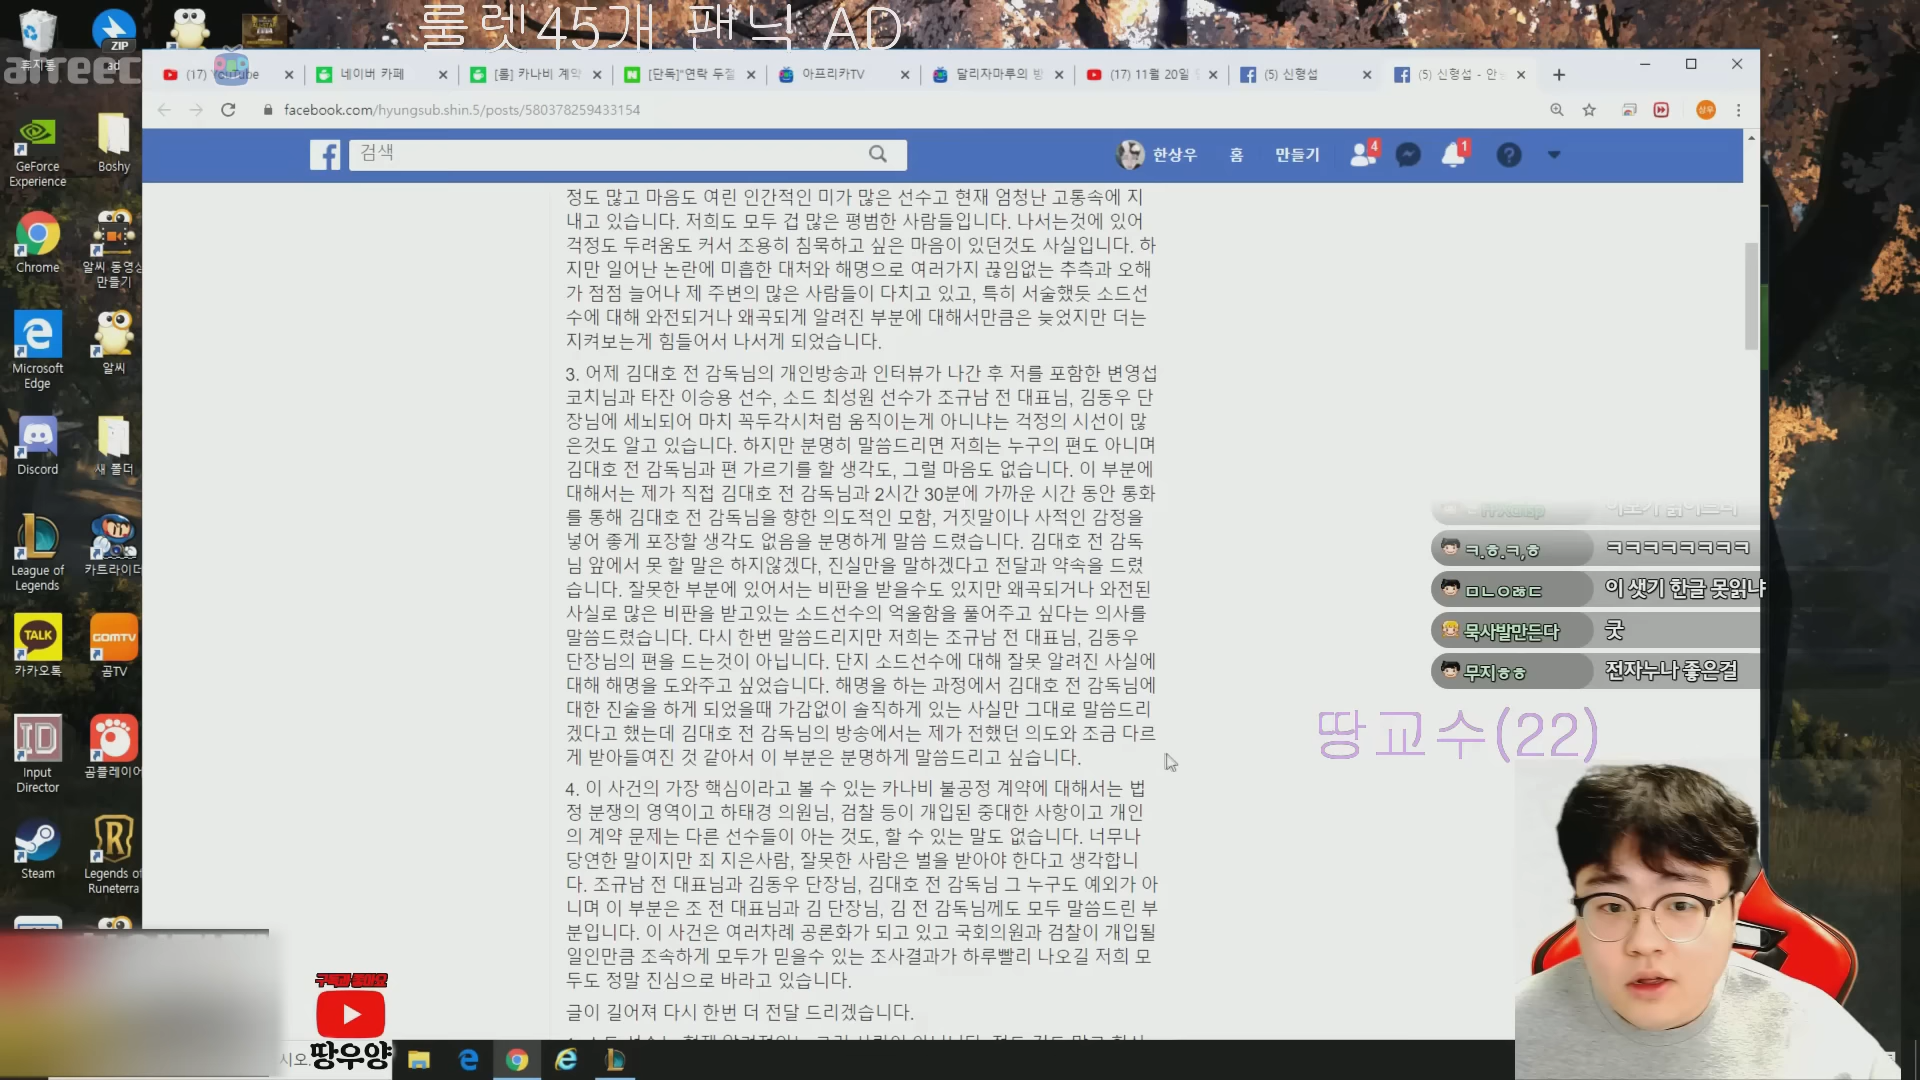 룰렛45개 팬닉 AD
휴지통
ad
afreec
(17) YouTube
네이버 카페
[롤] 카나비 계약
[단독]"연락 두절
아프리카TV
달리자마루의 방
(17) 11월 20일
(5) 신형섭
(5) 신형섭 - 안
facebook.com/hyungsub.shin.5/posts/580378259433154
검색
한상우
홈
만들기
4
1
정도 많고 마음도 여린 인간적인 미가 많은 선수고 현재 엄청난 고통속에 지
내고 있습니다. 저희도 모두 겁 많은 평범한 사람들입니다. 나서는것에 있어
걱정도 두려움도 커서 조용히 침묵하고 싶은 마음이 있던것도 사실입니다. 하
지만 일어난 논란에 미흡한 대처와 해명으로 여러가지 끊임없는 추측과 오해
가 점점 늘어나 제 주변의 많은 사람들이 다치고 있고, 특히 서술했듯 소드선
수에 대해 와전되거나 왜곡되게 알려진 부분에 대해서만큼은 늦었지만 더는
지켜보는게 힘들어서 나서게 되었습니다.
3. 어제 김대호 전 감독님의 개인방송과 인터뷰가 나간 후 저를 포함한 변영섭
코치님과 타잔 이승용 선수, 소드 최성원 선수가 조규남 전 대표님, 김동우 단
장님에 세뇌되어 마치 꼭두각시처럼 움직이는게 아니냐는 걱정의 시선이 많
은것도 알고 있습니다. 하지만 분명히 말씀드리면 저희는 누구의 편도 아니며
김대호 전 감독님과 편 가르기를 할 생각도, 그럴 마음도 없습니다. 이 부분에
대해서는 제가 직접 김대호 전 감독님과 2시간 30분에 가까운 시간 동안 통화
를 통해 김대호 전 감독님을 향한 의도적인 모함, 거짓말이나 사적인 감정을
넣어 좋게 포장할 생각도 없음을 분명하게 말씀 드렸습니다. 김대호 전 감독
님 앞에서 못 할 말은 하지않겠다, 진실만을 말하겠다고 전달과 약속을 드렸
습니다. 잘못한 부분에 있어서는 비판을 받을수도 있지만 왜곡되거나 와전된
사실로 많은 비판을 받고있는 소드선수의 억울함을 풀어주고 싶다는 의사를
말씀드렸습니다. 다시 한번 말씀드리지만 저희는 조규남 전 대표님, 김동우
단장님의 편을 드는것이 아닙니다. 단지 소드선수에 대해 잘못 알려진 사실에
대해 해명을 도와주고 싶었습니다. 해명을 하는 과정에서 김대호 전 감독님에
대한 진술을 하게 되었을때 가감없이 솔직하게 있는 사실만 그대로 말씀드리
겠다고 했는데 김대호 전 감독님의 방송에서는 제가 전했던 의도와 조금 다르
게 받아들여진 것 같아서 이 부분은 분명하게 말씀드리고 싶습니다.
4. 이 사건의 가장 핵심이라고 볼 수 있는 카나비 불공정 계약에 대해서는 법
정 분쟁의 영역이고 하태경 의원님, 검찰 등이 개입된 중대한 사항이고 개인
의 계약 문제는 다른 선수들이 아는 것도, 할 수 있는 말도 없습니다. 너무나
당연한 말이지만 죄 지은사람, 잘못한 사람은 벌을 받아야 한다고 생각합니
다. 조규남 전 대표님과 김동우 단장님, 김대호 전 감독님 그 누구도 예외가 아
니며 이 부분은 조 전 대표님과 김 단장님, 김 전 감독님께도 모두 말씀드린 부
분입니다. 이 사건은 여러차례 공론화가 되고 있고 국회의원과 검찰이 개입될
일인만큼 조속하게 모두가 믿을수 있는 조사결과가 하루빨리 나오길 저희 모
두도 정말 진심으로 바라고 있습니다.
글이 길어져 다시 한번 더 전달 드리겠습니다.
ㅋ.ㅎ.ㅋ,ㅎ ㅋㅋㅋㅋㅋㅋㅋㅋ
ㅁㄴㅇㄻㄷ 이 샛기 한글 못읽냐
묵사발만든다 굿
무지ㅎㅎ 전자누나 좋은걸
땅교수(22)
GeForce Experience
Boshy
Chrome
알씨 동영상 만들기
Microsoft Edge
알씨
Discord
새 폴더
League of Legends
카트라이더
카카오톡
곰TV
Input Director
곰플레이어
Steam
Legends of Runeterra
ZIP
TALK
GOMTV
ID
구독과 좋아요
땅우양
시오.